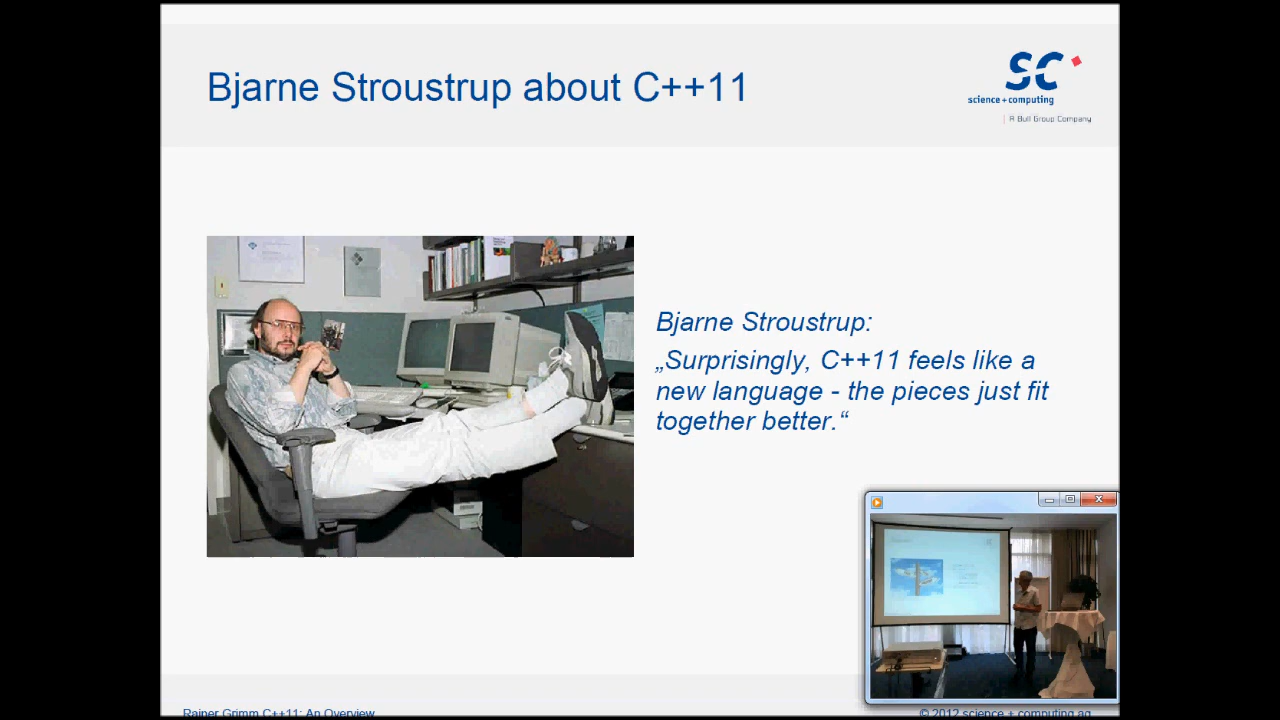 Bjarne Stroustrup about C++11
SC
science + computing
A Bull Group Company
Bjarne Stroustrup:
„Surprisingly, C++11 feels like a
new language - the pieces just fit
together better.“
Rainer Grimm C++11: An Overview
© 2012 science + computing ag